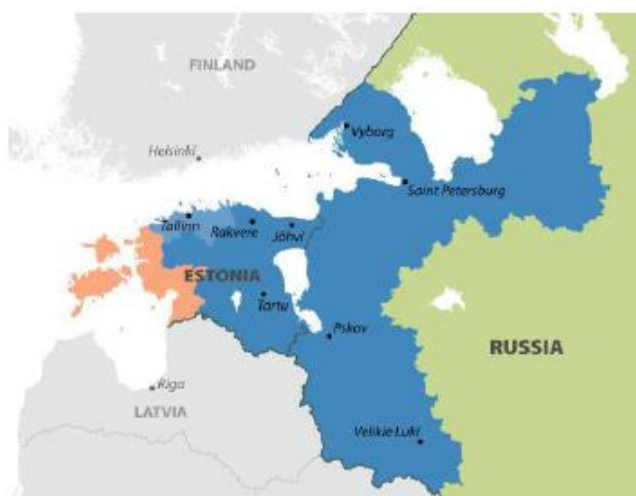 FINLAND
Vyborg
Helsinki
Saint Petersburg
Tallinn
Rakvere
Jõhvi
ESTONIA
Tartu
Pskov
RUSSIA
Riga
LATVIA
Velikie Luki